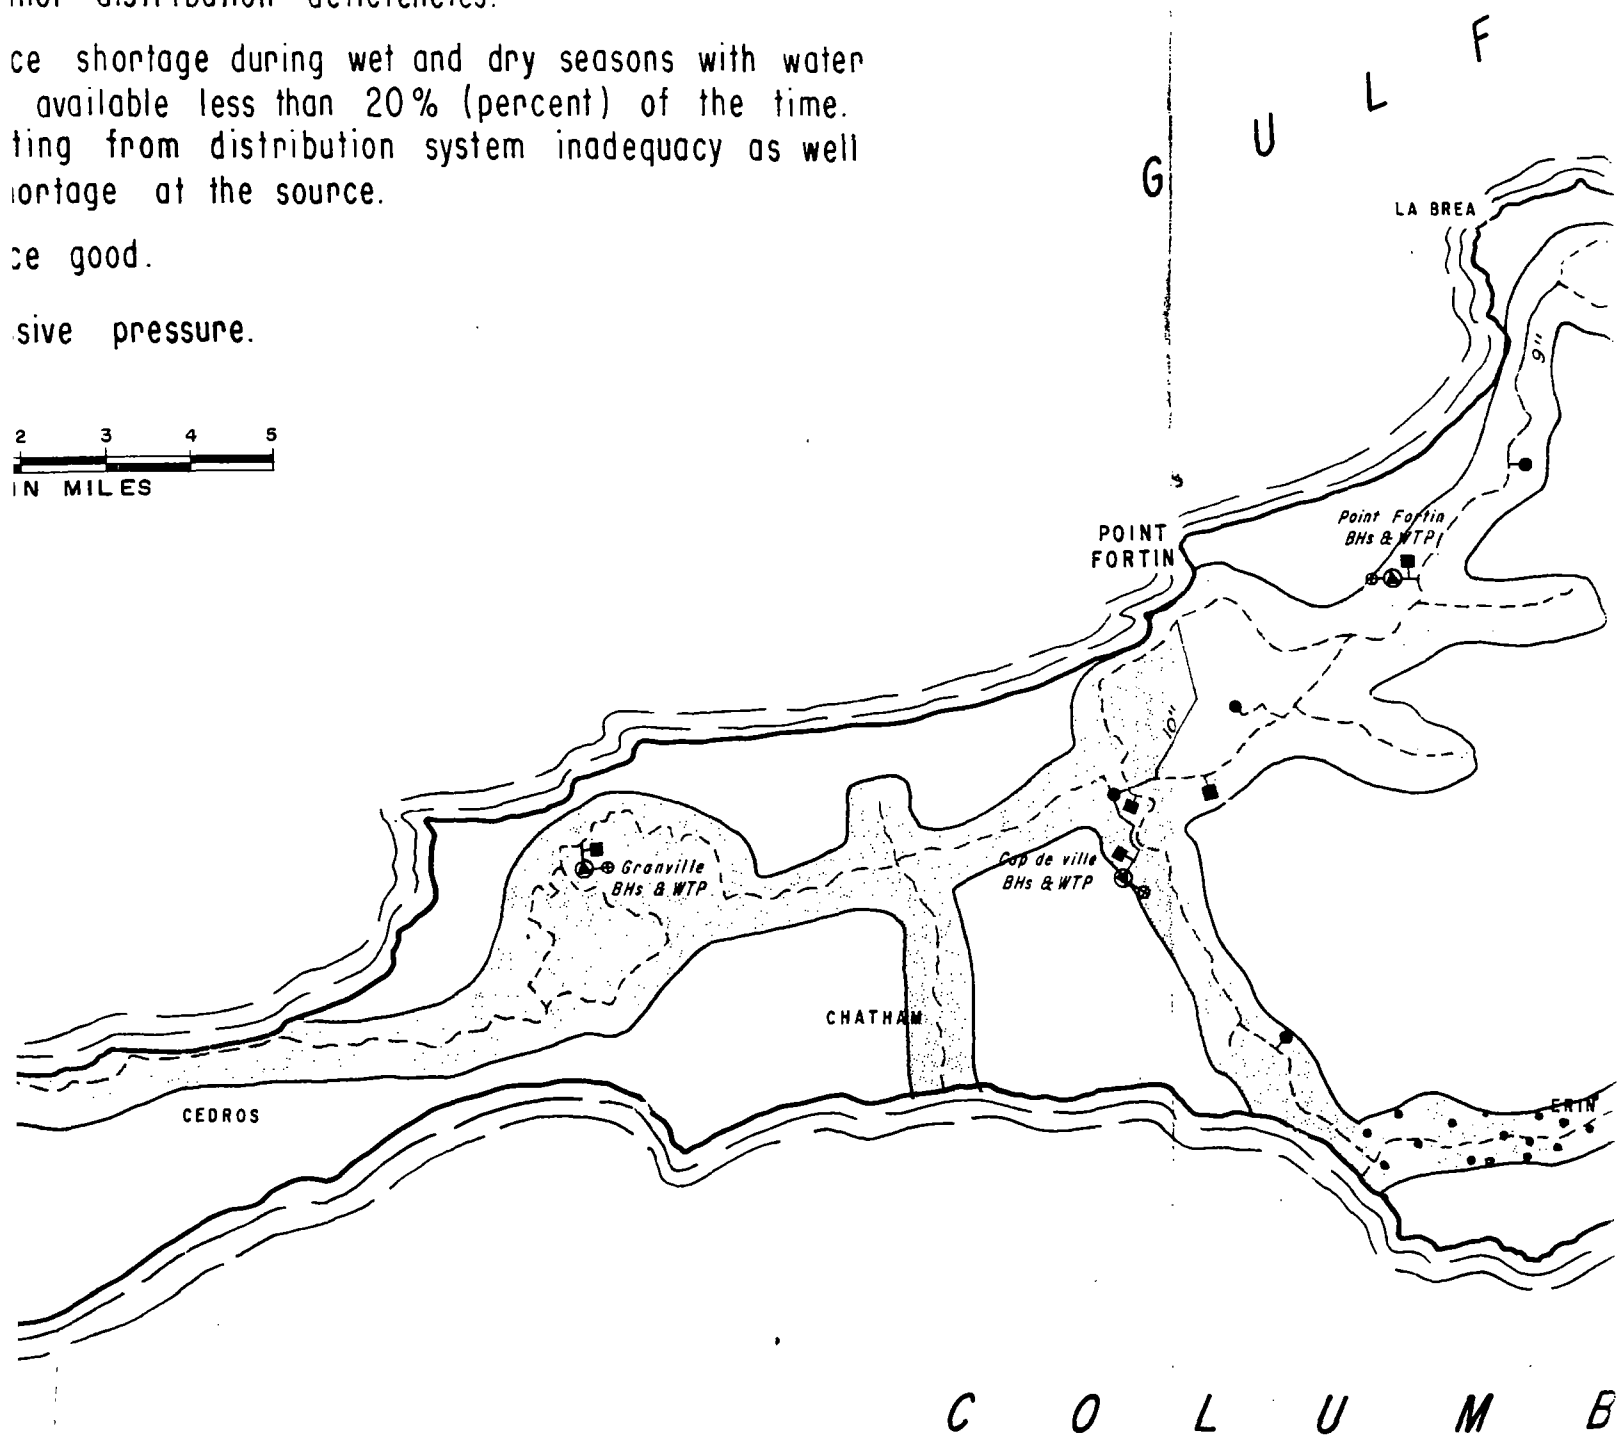 distribution deficiencies.
ce shortage during wet and dry seasons with water
available less than 20% (percent) of the time.
ting from distribution system inadequacy as well
ortage at the source.
ce good.
sive pressure.
2 3 4 5
IN MILES
G U L F
LA BREA
POINT
FORTIN
Point Fortin
BHs & WTP
10"
Granville
BHs & WTP
Cap de ville
BHs & WTP
CHATHAM
CEDROS
ERIN
C O L U M B